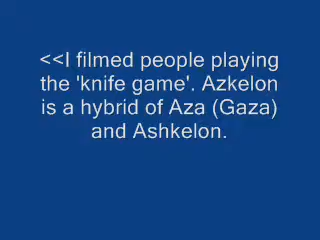 <<I filmed people playing
the 'knife game'. Azkelon
is a hybrid of Aza (Gaza)
and Ashkelon.